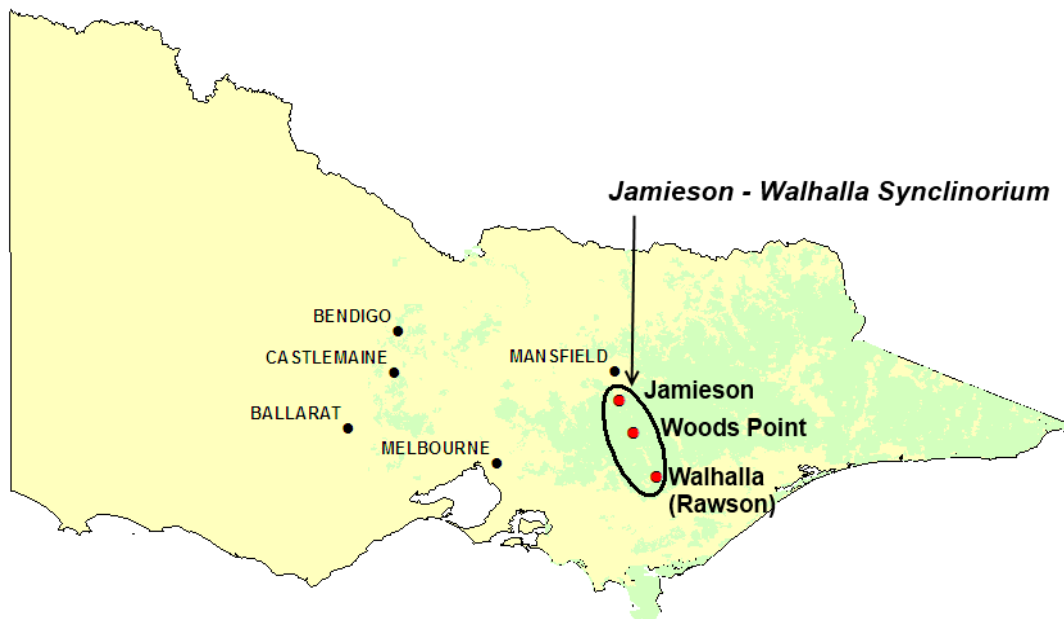 Jamieson - Walhalla Synclinorium
BENDIGO
CASTLEMAINE
MANSFIELD
Jamieson
BALLARAT
Woods Point
MELBOURNE
Walhalla
(Rawson)